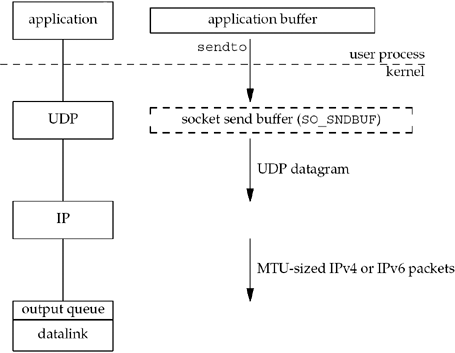 application
application buffer
sendto
user process
kernel
UDP
socket send buffer (SO_SNDBUF)
UDP datagram
IP
MTU-sized IPv4 or IPv6 packets
output queue
datalink